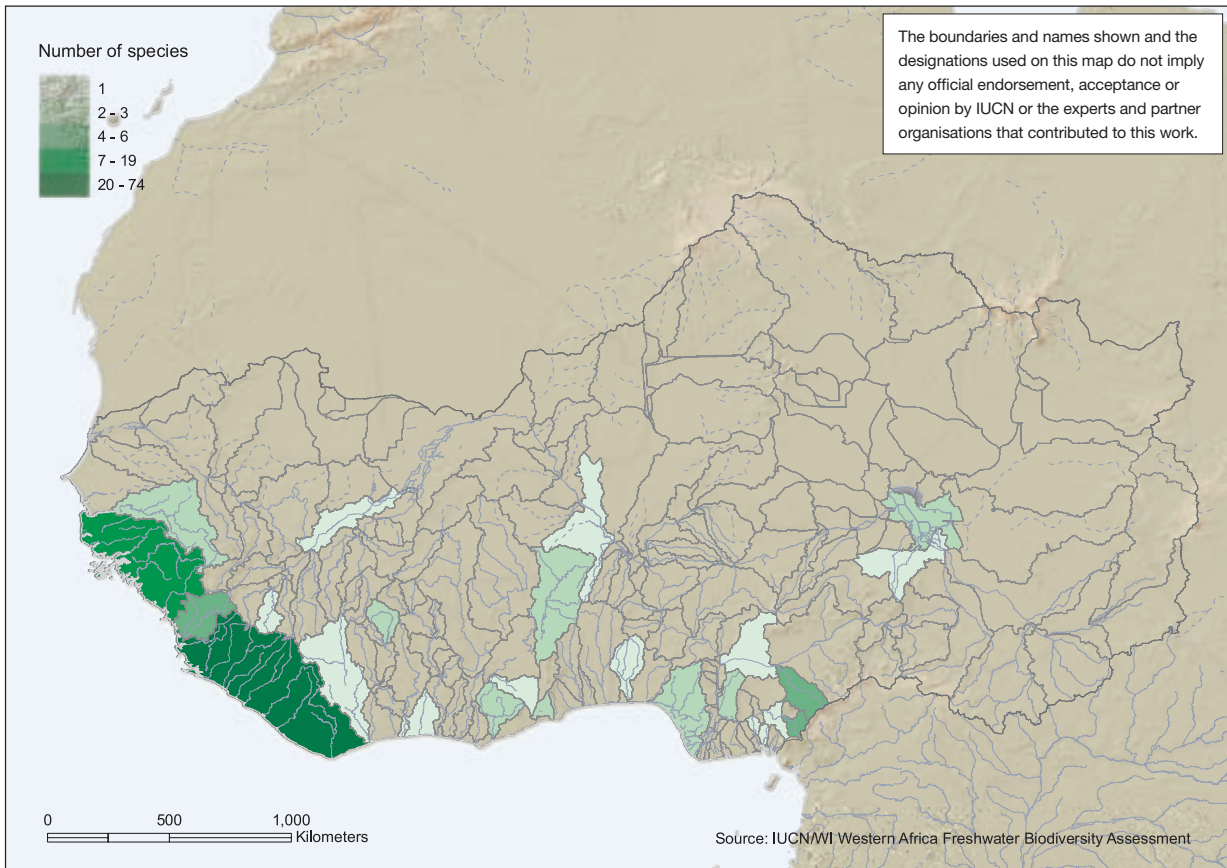 Number of species
1
2 - 3
4 - 6
7 - 19
20 - 74
The boundaries and names shown and the
designations used on this map do not imply
any official endorsement, acceptance or
opinion by IUCN or the experts and partner
organisations that contributed to this work.
0 500 1,000
Kilometers
Source: IUCN/WI Western Africa Freshwater Biodiversity Assessment